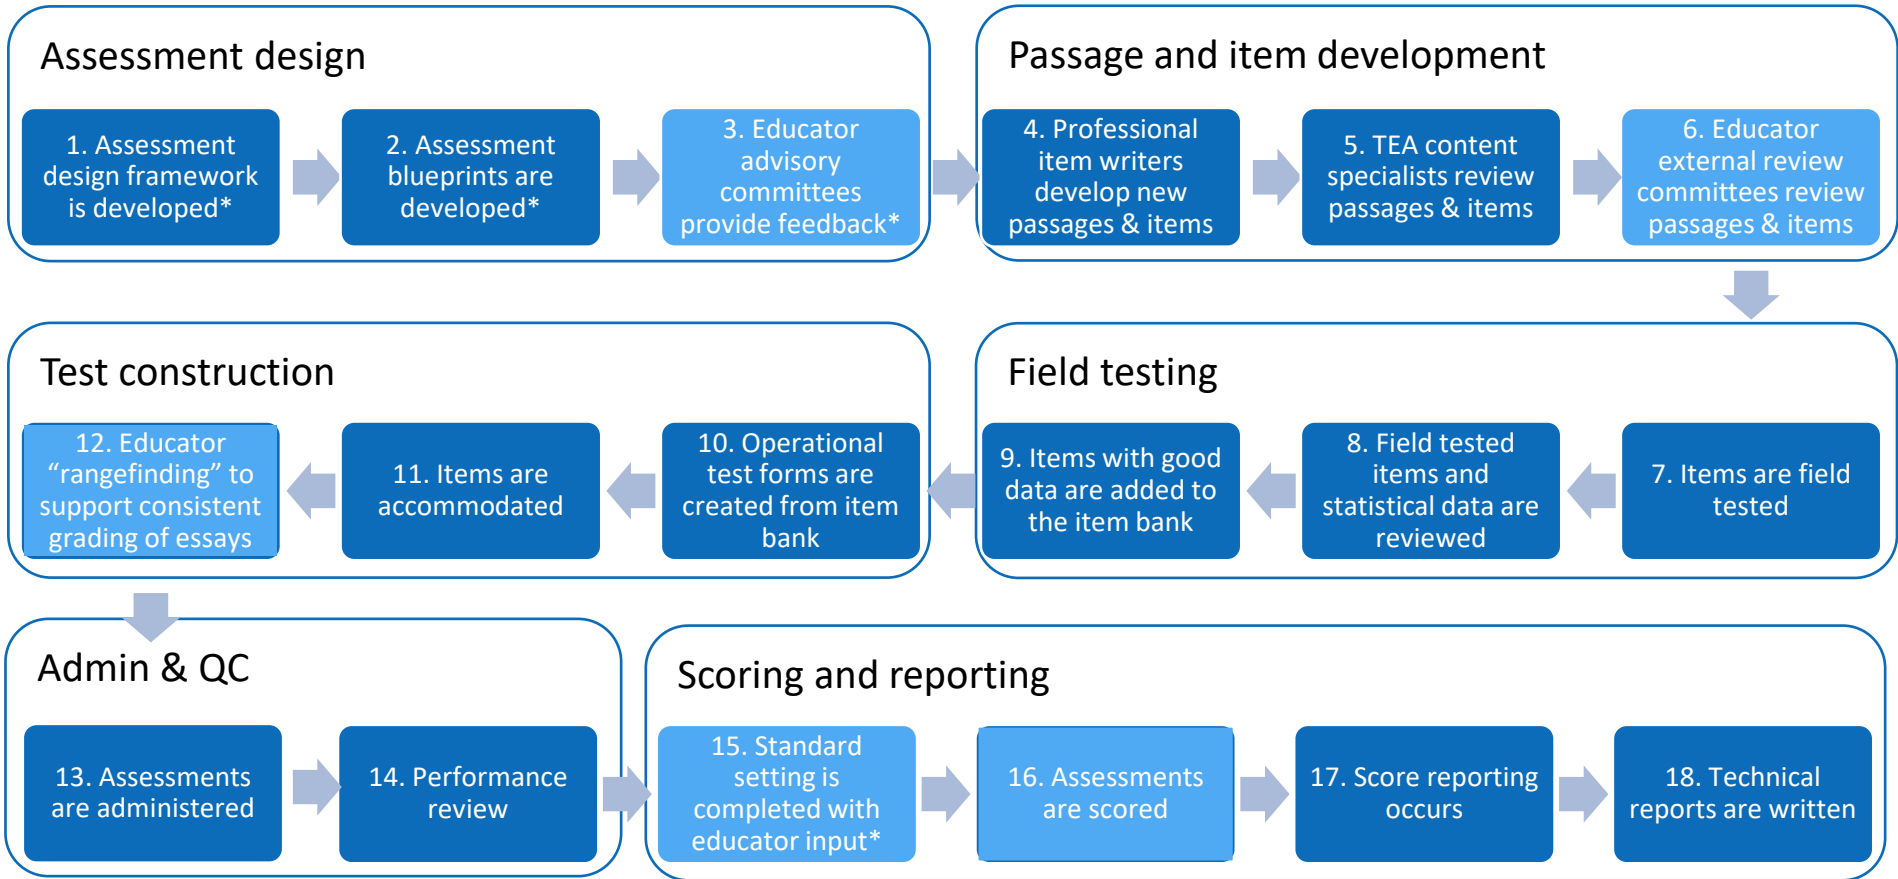 Assessment design
1. Assessment
design framework
is developed*
2. Assessment
blueprints are
developed*
3. Educator
advisory
committees
provide feedback*
Passage and item development
4. Professional
item writers
develop new
passages & items
5. TEA content
specialists review
passages & items
6. Educator
external review
committees review
passages & items
Field testing
7. Items are field
tested
8. Field tested
items and
statistical data are
reviewed
9. Items with good
data are added to
the item bank
Test construction
10. Operational
test forms are
created from item
bank
11. Items are
accommodated
12. Educator
“rangefinding” to
support consistent
grading of essays
Admin & QC
13. Assessments
are administered
14. Performance
review
Scoring and reporting
15. Standard
setting is
completed with
educator input*
16. Assessments
are scored
17. Score reporting
occurs
18. Technical
reports are written